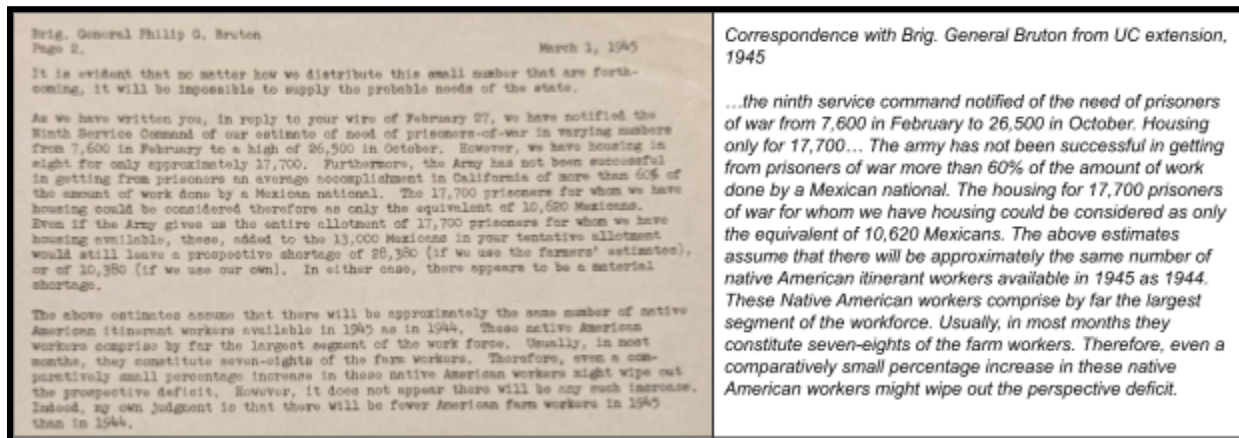 Brig. General Philip G. Bruton
Page 2. March 1, 1945
It is evident that no matter how we distribute this small number that are forth-
coming, it will be impossible to supply the probable needs of the state.
As we have written you, in reply to your wire of February 27, we have notified the
Ninth Service Command of our estimate of need of prisoners-of-war in varying numbers
from 7,600 in February to a high of 26,500 in October. However, we have housing in
sight for only approximately 17,700. Furthermore, the Army has not been successful
in getting from prisoners an average accomplishment in California of more than 60% of
the amount of work done by a Mexican national. The 17,700 prisoners for whom we have
housing could be considered therefore as only the equivalent of 10,620 Mexicans.
Even if the Army gives us the entire allotment of 17,700 prisoners for whom we have
housing available, these, added to the 13,000 Mexicans in your tentative allotment
would still leave a prospective shortage of 28,380 (if we use the farmers' estimates),
or of 10,380 (if we use our own). In either case, there appears to be a material
shortage.
The above estimates assume that there will be approximately the same number of native
American itinerant workers available in 1945 as in 1944. These native American
workers comprise by far the largest segment of the work force. Usually, in most
months, they constitute seven-eights of the farm workers. Therefore, even a com-
paratively small percentage increase in these native American workers might wipe out
the prospective deficit. However, it does not appear there will be any such increase.
Indeed, my own judgment is that there will be fewer American farm workers in 1945
than in 1944.
Correspondence with Brig. General Bruton from UC extension,
1945
…the ninth service command notified of the need of prisoners
of war from 7,600 in February to 26,500 in October. Housing
only for 17,700… The army has not been successful in getting
from prisoners of war more than 60% of the amount of work
done by a Mexican national. The housing for 17,700 prisoners
of war for whom we have housing could be considered as only
the equivalent of 10,620 Mexicans. The above estimates
assume that there will be approximately the same number of
native American itinerant workers available in 1945 as 1944.
These Native American workers comprise by far the largest
segment of the workforce. Usually, in most months they
constitute seven-eights of the farm workers. Therefore, even a
comparatively small percentage increase in these native
American workers might wipe out the perspective deficit.